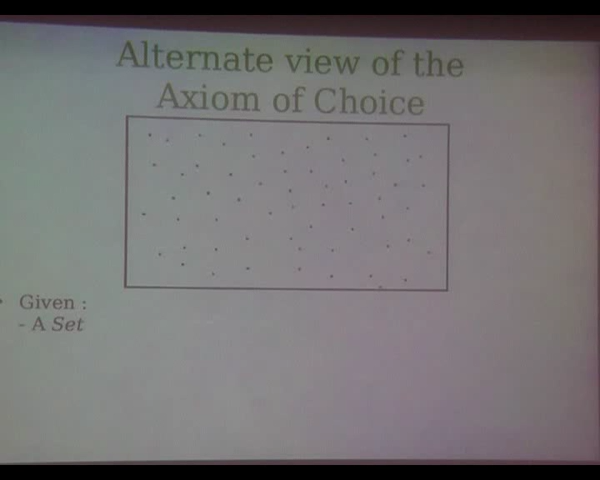 Alternate view of the
Axiom of Choice
Given :
- A Set